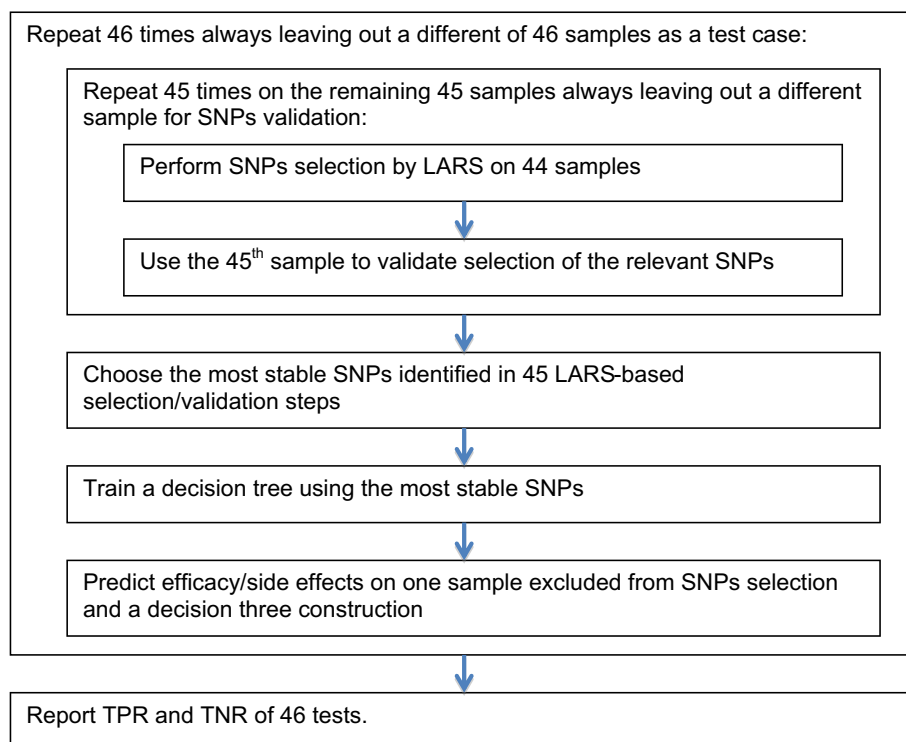 Repeat 46 times always leaving out a different of 46 samples as a test case:
Repeat 45 times on the remaining 45 samples always leaving out a different
sample for SNPs validation:
Perform SNPs selection by LARS on 44 samples
Use the 45th sample to validate selection of the relevant SNPs
Choose the most stable SNPs identified in 45 LARS-based
selection/validation steps
Train a decision tree using the most stable SNPs
Predict efficacy/side effects on one sample excluded from SNPs selection
and a decision three construction
Report TPR and TNR of 46 tests.